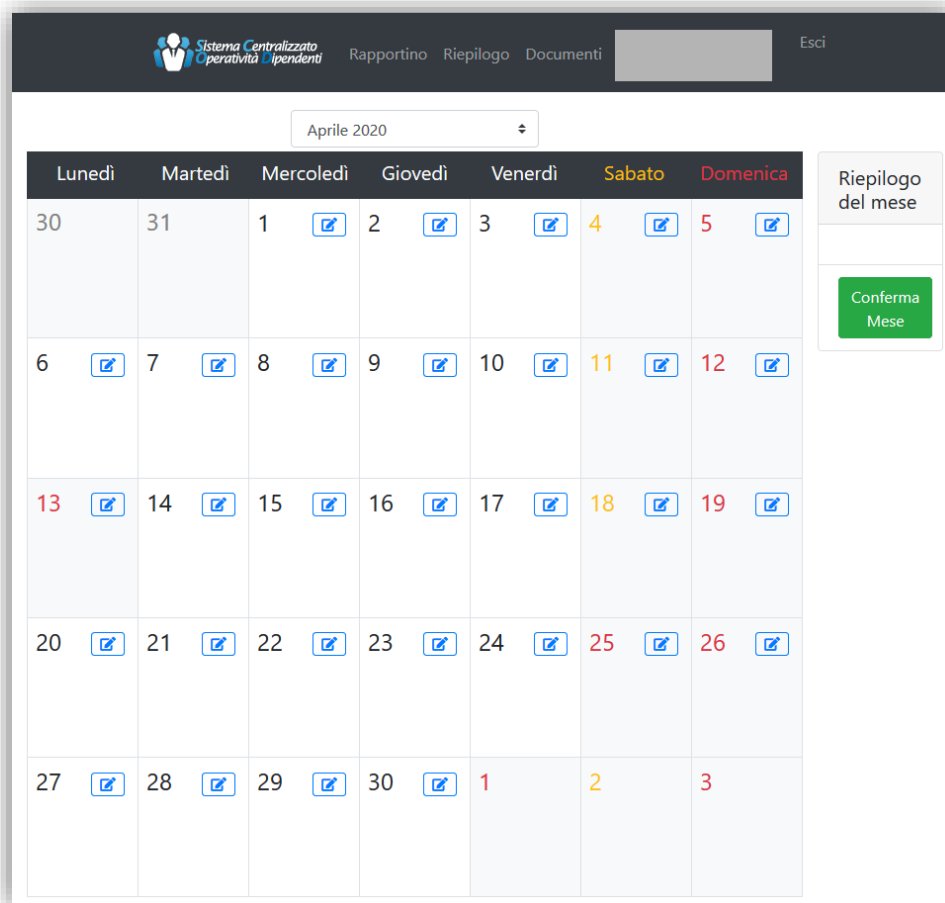 Sistema Centralizzato
Operatività Dipendenti
Rapportino Riepilogo Documenti Esci
Aprile 2020
Lunedì Martedì Mercoledì Giovedì Venerdì Sabato Domenica
30 31 1 2 3 4 5
6 7 8 9 10 11 12
13 14 15 16 17 18 19
20 21 22 23 24 25 26
27 28 29 30 1 2 3
Riepilogo
del mese
Conferma
Mese